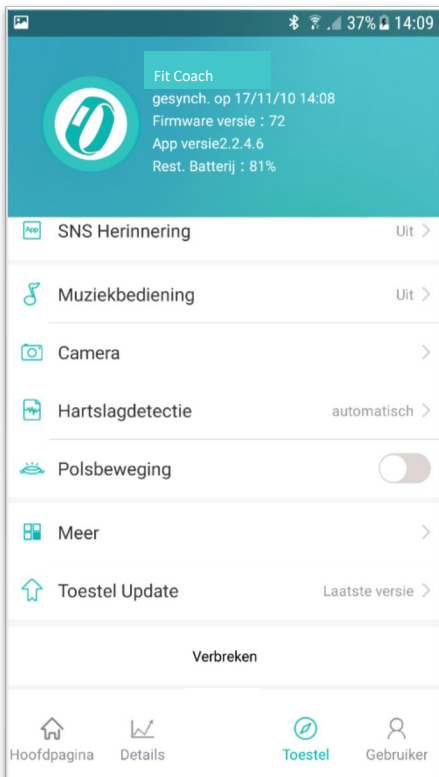 37% 14:09
Fit Coach
gesynch. op 17/11/10 14:08
Firmware versie : 72
App versie2.2.4.6
Rest. Batterij : 81%
App SNS Herinnering Uit
Muziekbediening Uit
Camera
Hartslagdetectie automatisch
Polsbeweging
Meer
Toestel Update Laatste versie
Verbreken
Hoofdpagina Details Toestel Gebruiker